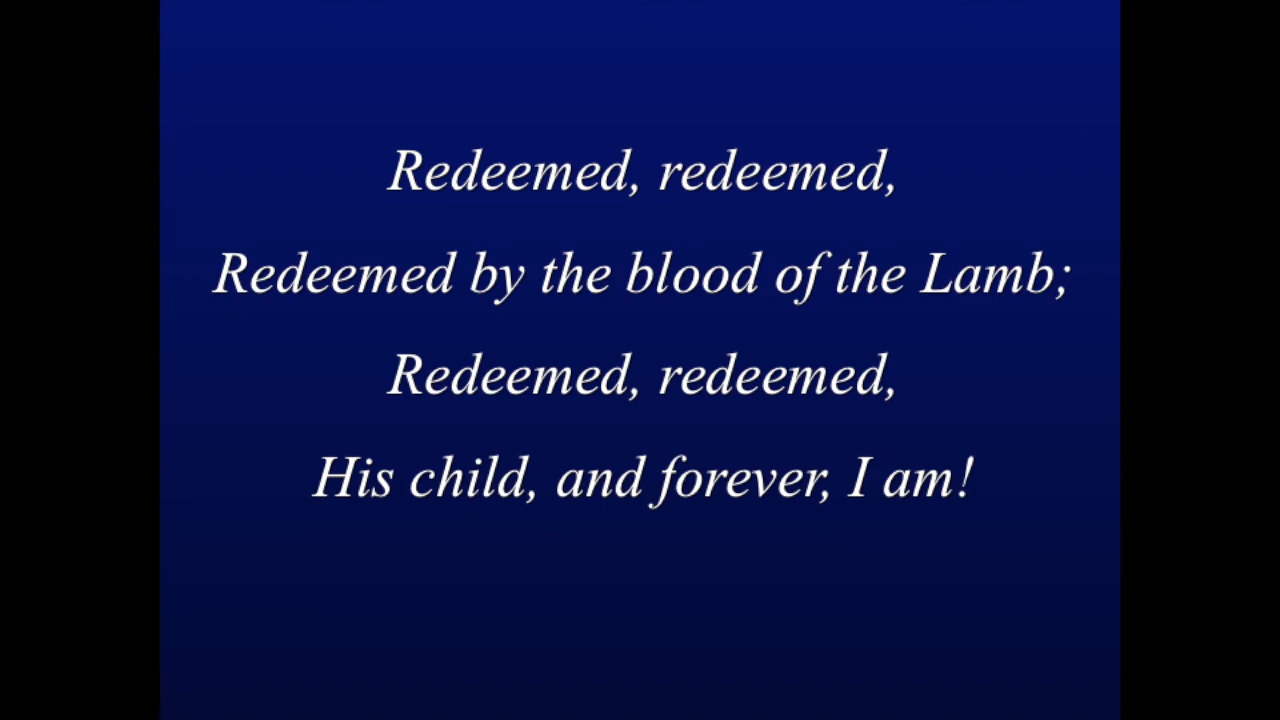 Redeemed, redeemed,
Redeemed by the blood of the Lamb;
Redeemed, redeemed,
His child, and forever, I am!